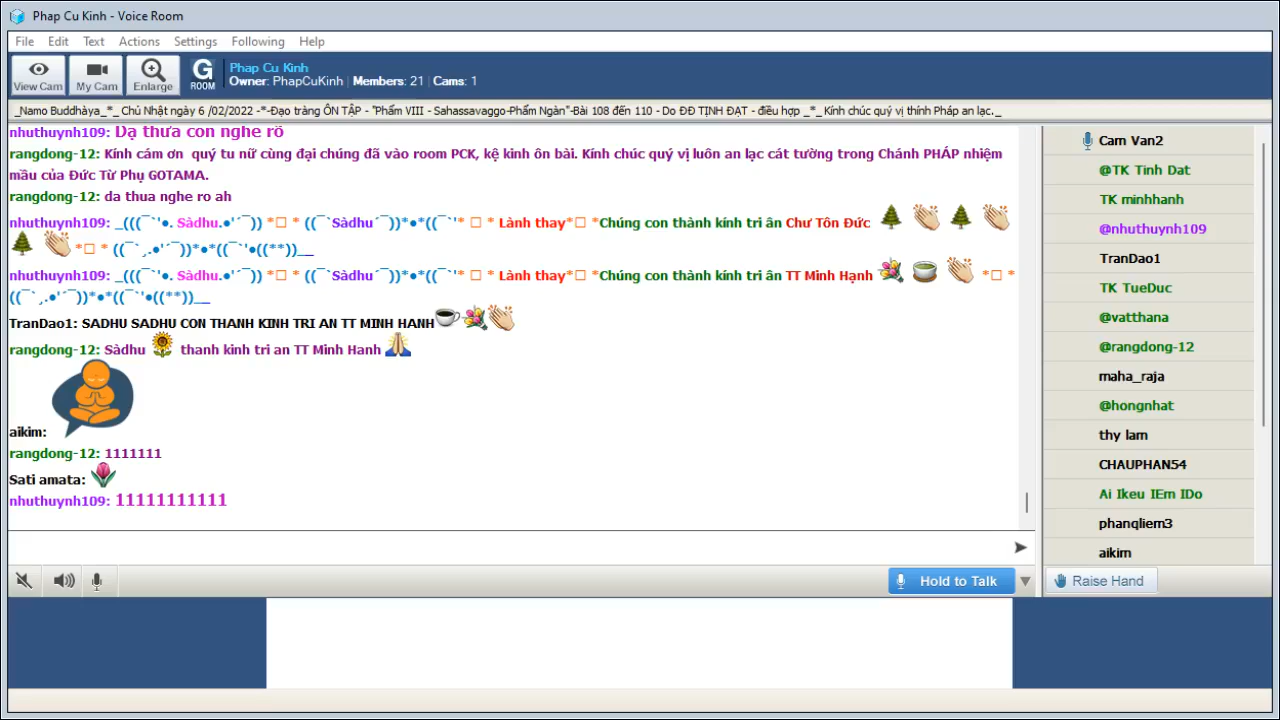 Phap Cu Kinh - Voice Room
File Edit Text Actions Settings Following Help
View Cam My Cam Enlarge G ROOM
Phap Cu Kinh
Owner: PhapCuKinh Members: 21 Cams: 1
_Namo Buddhàya_*_ Chủ Nhật ngày 6 /02/2022 -*-Đạo tràng ÔN TẬP - "Phẩm VIII - Sahassavaggo-Phẩm Ngàn"-Bài 108 đến 110 - Do ĐĐ TỊNH ĐẠT - điều hợp _*_ Kính chúc quý vị thính Pháp an lạc._
nhuthuynh109: Dạ thưa con nghe rõ
rangdong-12: Kính cám ơn quý tu nữ cùng đại chúng đã vào room PCK, kệ kinh ôn bài. Kính chúc quý vị luôn an lạc cát tường trong Chánh PHÁP nhiệm
mầu của Đức Từ Phụ GOTAMA.
rangdong-12: da thua nghe ro ah
nhuthuynh109: _(((¯`'•. Sàdhu.•'´¯)) *□ * ((¯`Sàdhu´¯))*•*((¯`'* □ * Lành thay*□ *Chúng con thành kính tri ân Chư Tôn Đức
*□ * ((¯`¸.•'´¯))*•*((¯`'•((**))__
nhuthuynh109: _(((¯`'•. Sàdhu.•'´¯)) *□ * ((¯`Sàdhu´¯))*•*((¯`'* □ * Lành thay*□ *Chúng con thành kính tri ân TT Minh Hạnh *□ *
((¯`¸.•'´¯))*•*((¯`'•((**))__
TranDao1: SADHU SADHU CON THANH KINH TRI AN TT MINH HANH
rangdong-12: Sàdhu thanh kinh tri an TT Minh Hanh
aikim:
rangdong-12: 1111111
Sati amata:
nhuthuynh109: 11111111111
Hold to Talk
Cam Van2
@TK Tinh Dat
TK minhhanh
@nhuthuynh109
TranDao1
TK TueDuc
@vatthana
@rangdong-12
maha_raja
@hongnhat
thy lam
CHAUPHAN54
Ai Ikeu IEm IDo
phanqliem3
aikim
Raise Hand